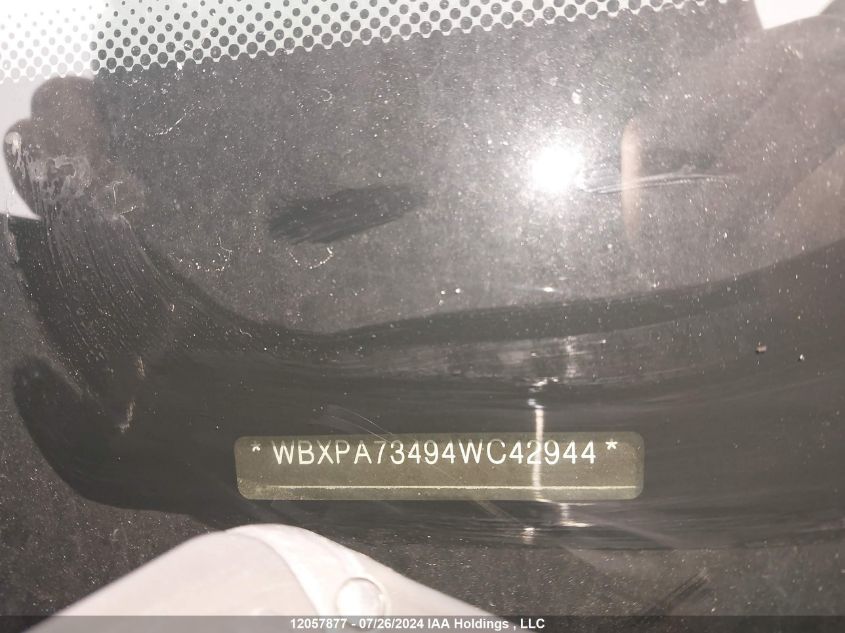 * WBXPA73494WC42944 *
12057877 - 07/26/2024 IAA Holdings , LLC